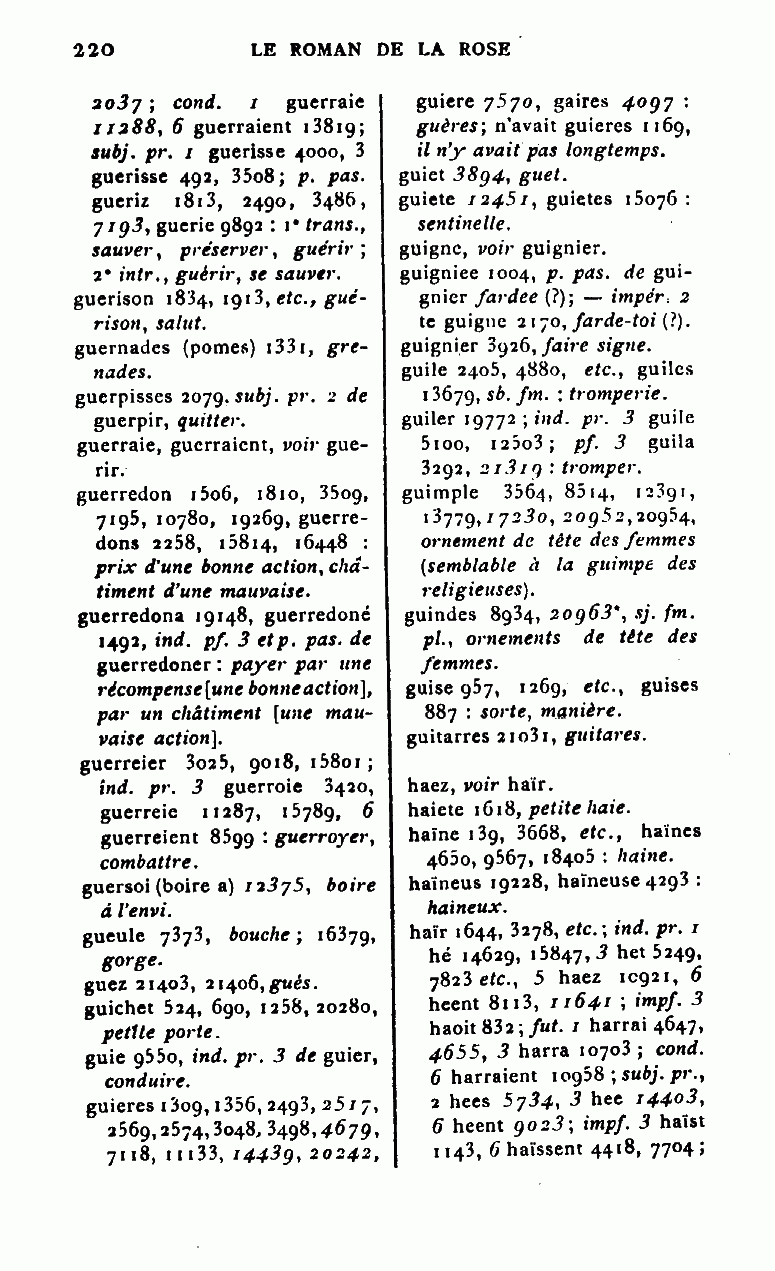 220 LE ROMAN DE LA ROSE
2037 ; cond. 1 guerraie
11288, 6 guerraient 13819;
subj. pr. 1 guerisse 4000, 3
guerisse 492, 3508 ; p. pas.
gueriz 1813, 2490, 3486,
7193, guerie 9892 : 1° trans.,
sauver, préserver, guérir ;
2° intr., guérir, se sauver.
guerison 1834, 1913, etc., gué-
rison, salut.
guernades (pomes) 1331, gre-
nades.
guerpisses 2079. subj. pr. 2 de
guerpir, quitter.
guerraie, guerraient, voir gue-
rir.
guerredon 1506, 1810, 3509,
7195, 10780, 19269, guerre-
dons 2258, 15814, 16448 :
prix d'une bonne action, châ-
timent d'une mauvaise.
guerredona 19148, guerredoné
1492, ind. pf. 3 et p. pas. de
guerredoner : payer par une
récompense [une bonne action],
par un châtiment [une mau-
vaise action].
guerreier 3025, 9018, 15801 ;
ind. pr. 3 guerroie 3420,
guerreie 11287, 15789, 6
guerreient 8599 : guerroyer,
combattre.
guersoi (boire a) 12375, boire
à l'envi.
gueule 7373, bouche ; 16379,
gorge.
guez 21403, 21406, gués.
guichet 524, 690, 1258, 20280,
petite porte.
guie 9550, ind. pr. 3 de guier,
conduire.
guieres 1309, 1356, 2493, 2517,
2569, 2574, 3048, 3498, 4679,
7118, 11133, 14439, 20242,
guiere 7570, gaires 4097 :
guères; n'avait guieres 1169,
il n'y avait pas longtemps.
guiet 3894, guet.
guiete 12451, guietes 15076 :
sentinelle.
guigne, voir guignier.
guigniee 1004, p. pas. de gui-
gnier fardee (?); — impér. 2
te guigne 2170, farde-toi (?).
guignier 3926, faire signe.
guile 2405, 4880, etc., guiles
13679, sb. fm. : tromperie.
guiler 19772 ; ind. pr. 3 guile
5100, 12503 ; pf. 3 guila
3292, 21319 : tromper.
guimple 3564, 8514, 12391,
13779, 17230, 20952, 20954,
ornement de tête des femmes
(semblable à la guimpe des
religieuses).
guindes 8934, 20963*, sj. fm.
pl., ornements de tête des
femmes.
guise 957, 1269, etc., guises
887 : sorte, manière.
guitarres 21031, guitares.
haez, voir haïr.
haiete 1618, petite haie.
haïne 139, 3668, etc., haïnes
4650, 9567, 18405 : haine.
haïneus 19228, haïneuse 4293 :
haineux.
haïr 1644, 3278, etc. ; ind. pr. 1
hé 14629, 15847, 3 het 5249,
7823 etc., 5 haez 10921, 6
heent 8113, 11641 ; impf. 3
haoit 832 ; fut. 1 harrai 4647,
4655, 3 harra 10703 ; cond.
6 harraient 10958 ; subj. pr.,
2 hees 5734, 3 hee 14403,
6 heent 9023 ; impf. 3 haïst
1143, 6 haïssent 4418, 7704 ;